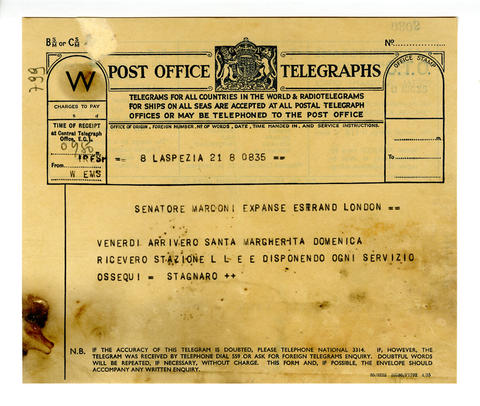 B 3/M or C 3/M
No
799
W
POST OFFICE TELEGRAPHS
OFFICE STAMP
TELEGRAMS FOR ALL COUNTRIES IN THE WORLD & RADIOTELEGRAMS
FOR SHIPS ON ALL SEAS ARE ACCEPTED AT ALL POSTAL TELEGRAPH
OFFICES OR MAY BE TELEPHONED TO THE POST OFFICE
CHARGES TO PAY
s d
TIME OF RECEIPT
at Central Telegraph
Office, E.C.1.
OFFICE OF ORIGIN, FOREIGN NUMBER, Nº OF WORDS, DATE, TIME HANDED IN, AND SERVICE INSTRUCTIONS.
== 8 LASPEZIA 21 8 0835 ==
m
From
W EMS
To
SENATORE MARCONI EXPANSE ESTRAND LONDON ==
VENERDI ARRIVERO SANTA MARGHERITA DOMENICA
RICEVERO STAZIONE L L E E DISPONENDO OGNI SERVIZIO
OSSEQUI = STAGNARO ++
N.B. IF THE ACCURACY OF THIS TELEGRAM IS DOUBTED, PLEASE TELEPHONE NATIONAL 3314. IF, HOWEVER, THE
TELEGRAM WAS RECEIVED BY TELEPHONE DIAL 559 OR ASK FOR FOREIGN TELEGRAMS ENQUIRY. DOUBTFUL WORDS
WILL BE REPEATED, IF NECESSARY, WITHOUT CHARGE. THIS FORM AND, IF POSSIBLE, THE ENVELOPE SHOULD
ACCOMPANY ANY WRITTEN ENQUIRY.